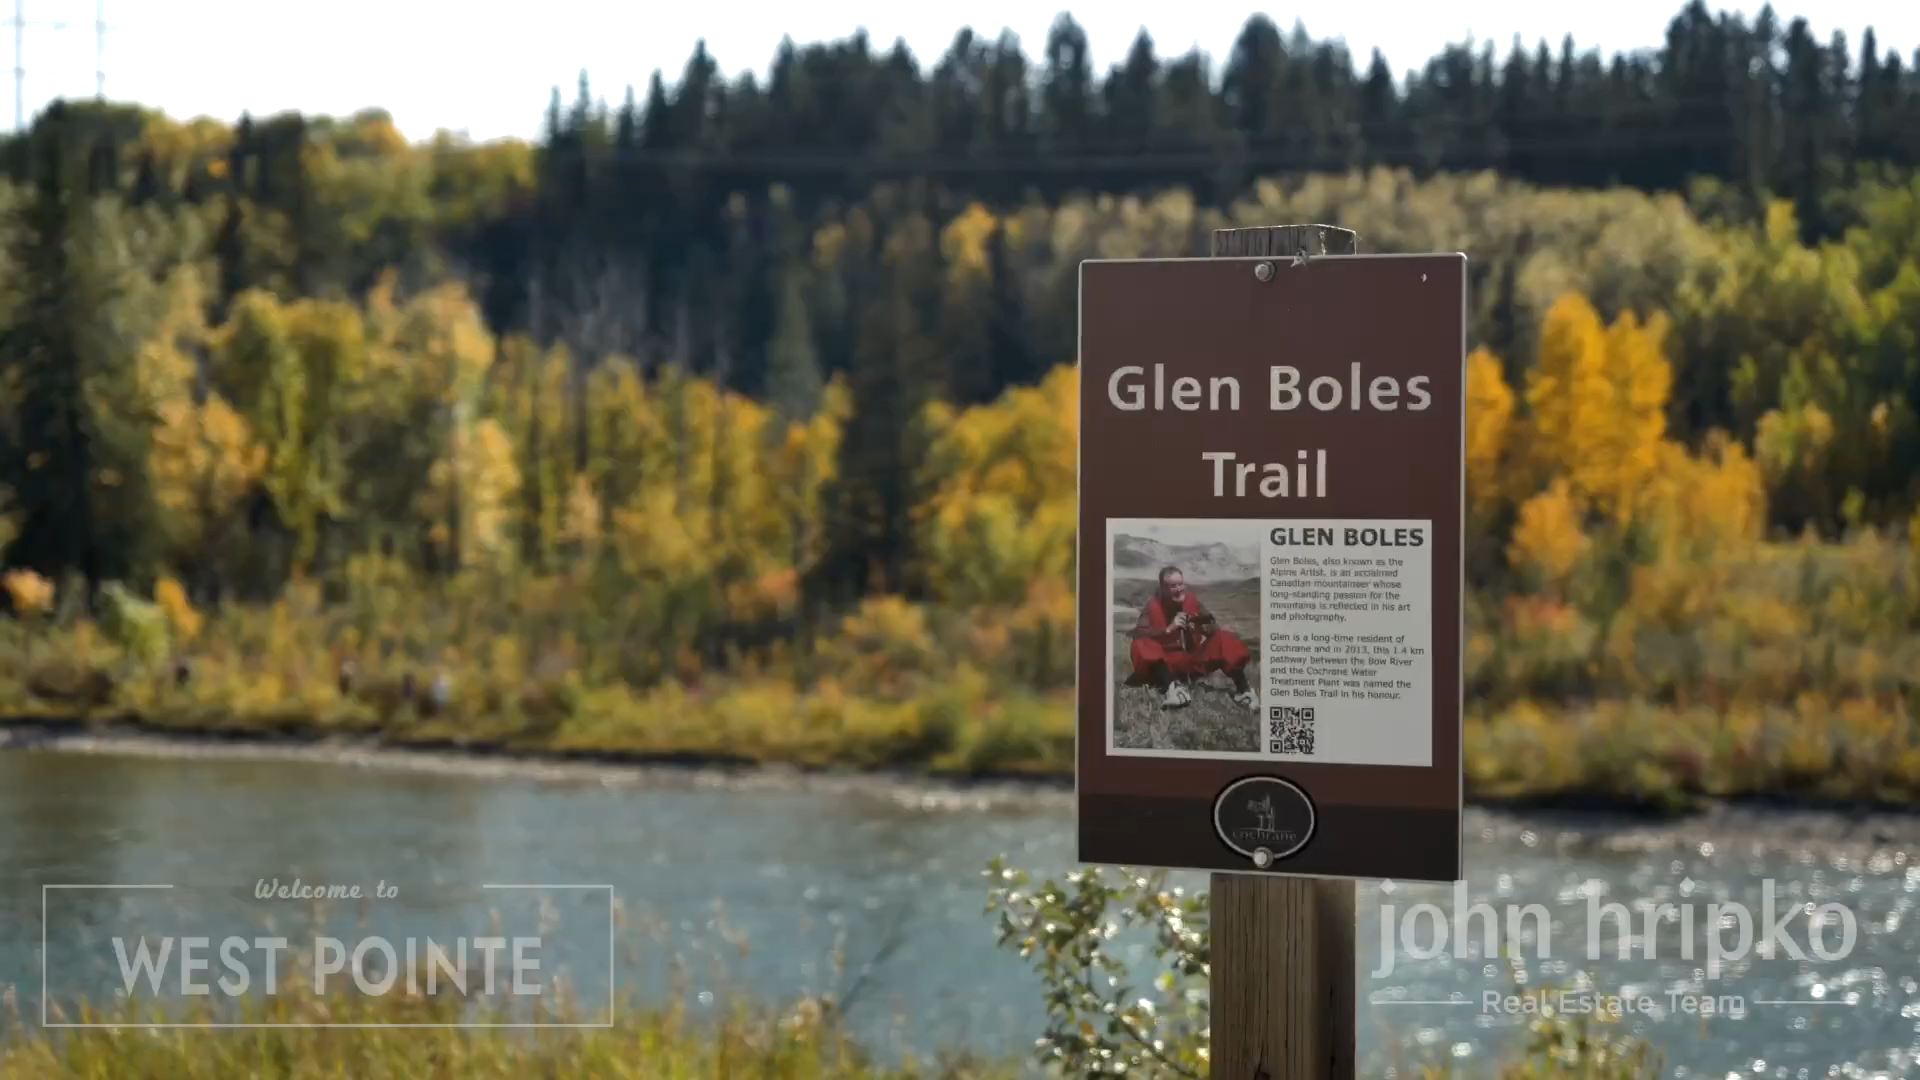 Glen Boles
Trail
GLEN BOLES
Glen Boles, also known as the
Alpine Artist, is an acclaimed
Canadian mountaineer whose
long-standing passion for the
mountains is reflected in his art
and photography.
Glen is a long-time resident of
Cochrane and in 2013, this 1.4 km
pathway between the Bow River
and the Cochrane Water
Treatment Plant was named the
Glen Boles Trail in his honour.
cochrane
Welcome to
WEST POINTE
john hripko
Real Estate Team